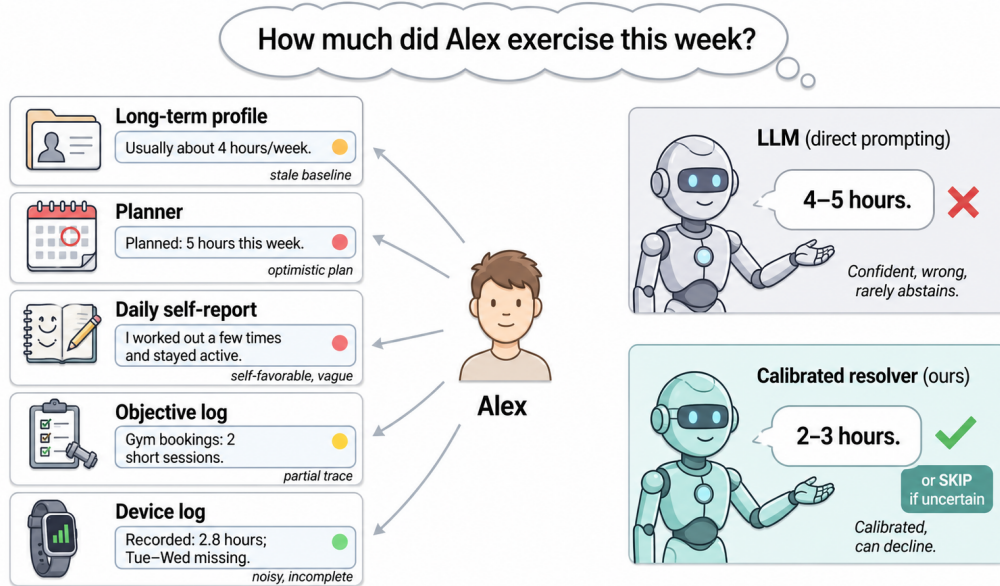 How much did Alex exercise this week?
Long-term profile
Usually about 4 hours/week.
stale baseline
Planner
Planned: 5 hours this week.
optimistic plan
Daily self-report
I worked out a few times
and stayed active.
self-favorable, vague
Objective log
Gym bookings: 2
short sessions.
partial trace
Device log
Recorded: 2.8 hours;
Tue–Wed missing.
noisy, incomplete
Alex
LLM (direct prompting)
4–5 hours.
Confident, wrong,
rarely abstains.
Calibrated resolver (ours)
2–3 hours.
or SKIP
if uncertain
Calibrated,
can decline.